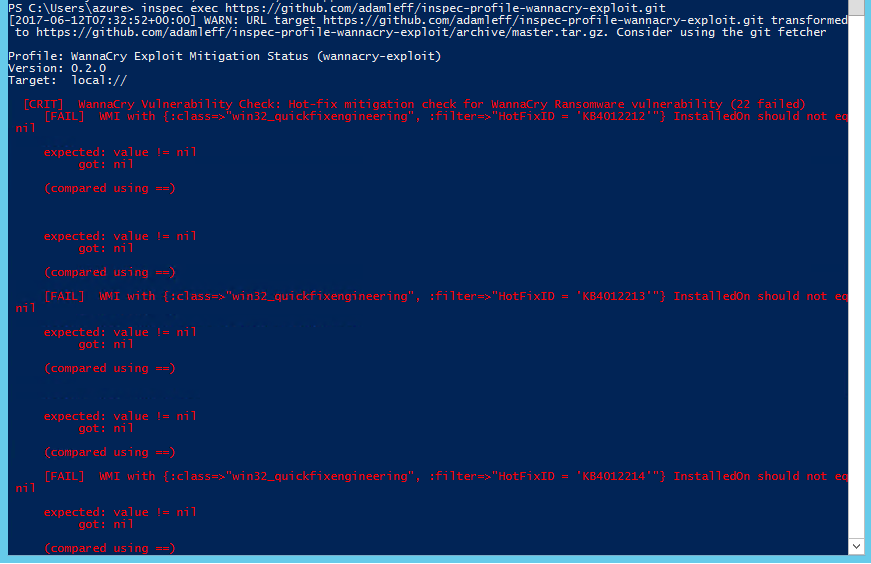 PS C:\Users\azure> inspec exec https://github.com/adamleff/inspec-profile-wannacry-exploit.git
[2017-06-12T07:32:52+00:00] WARN: URL target https://github.com/adamleff/inspec-profile-wannacry-exploit.git transformed
to https://github.com/adamleff/inspec-profile-wannacry-exploit/archive/master.tar.gz. Consider using the git fetcher
Profile: WannaCry Exploit Mitigation Status (wannacry-exploit)
Version: 0.2.0
Target:  local://
[CRIT]  WannaCry Vulnerability Check: Hot-fix mitigation check for WannaCry Ransomware vulnerability (22 failed)
[FAIL]  WMI with {:class=>"win32_quickfixengineering", :filter=>"HotFixID = 'KB4012212'"} InstalledOn should not eq
nil
expected: value != nil
got: nil
(compared using ==)
expected: value != nil
got: nil
(compared using ==)
[FAIL]  WMI with {:class=>"win32_quickfixengineering", :filter=>"HotFixID = 'KB4012213'"} InstalledOn should not eq
nil
expected: value != nil
got: nil
(compared using ==)
expected: value != nil
got: nil
(compared using ==)
[FAIL]  WMI with {:class=>"win32_quickfixengineering", :filter=>"HotFixID = 'KB4012214'"} InstalledOn should not eq
nil
expected: value != nil
got: nil
(compared using ==)